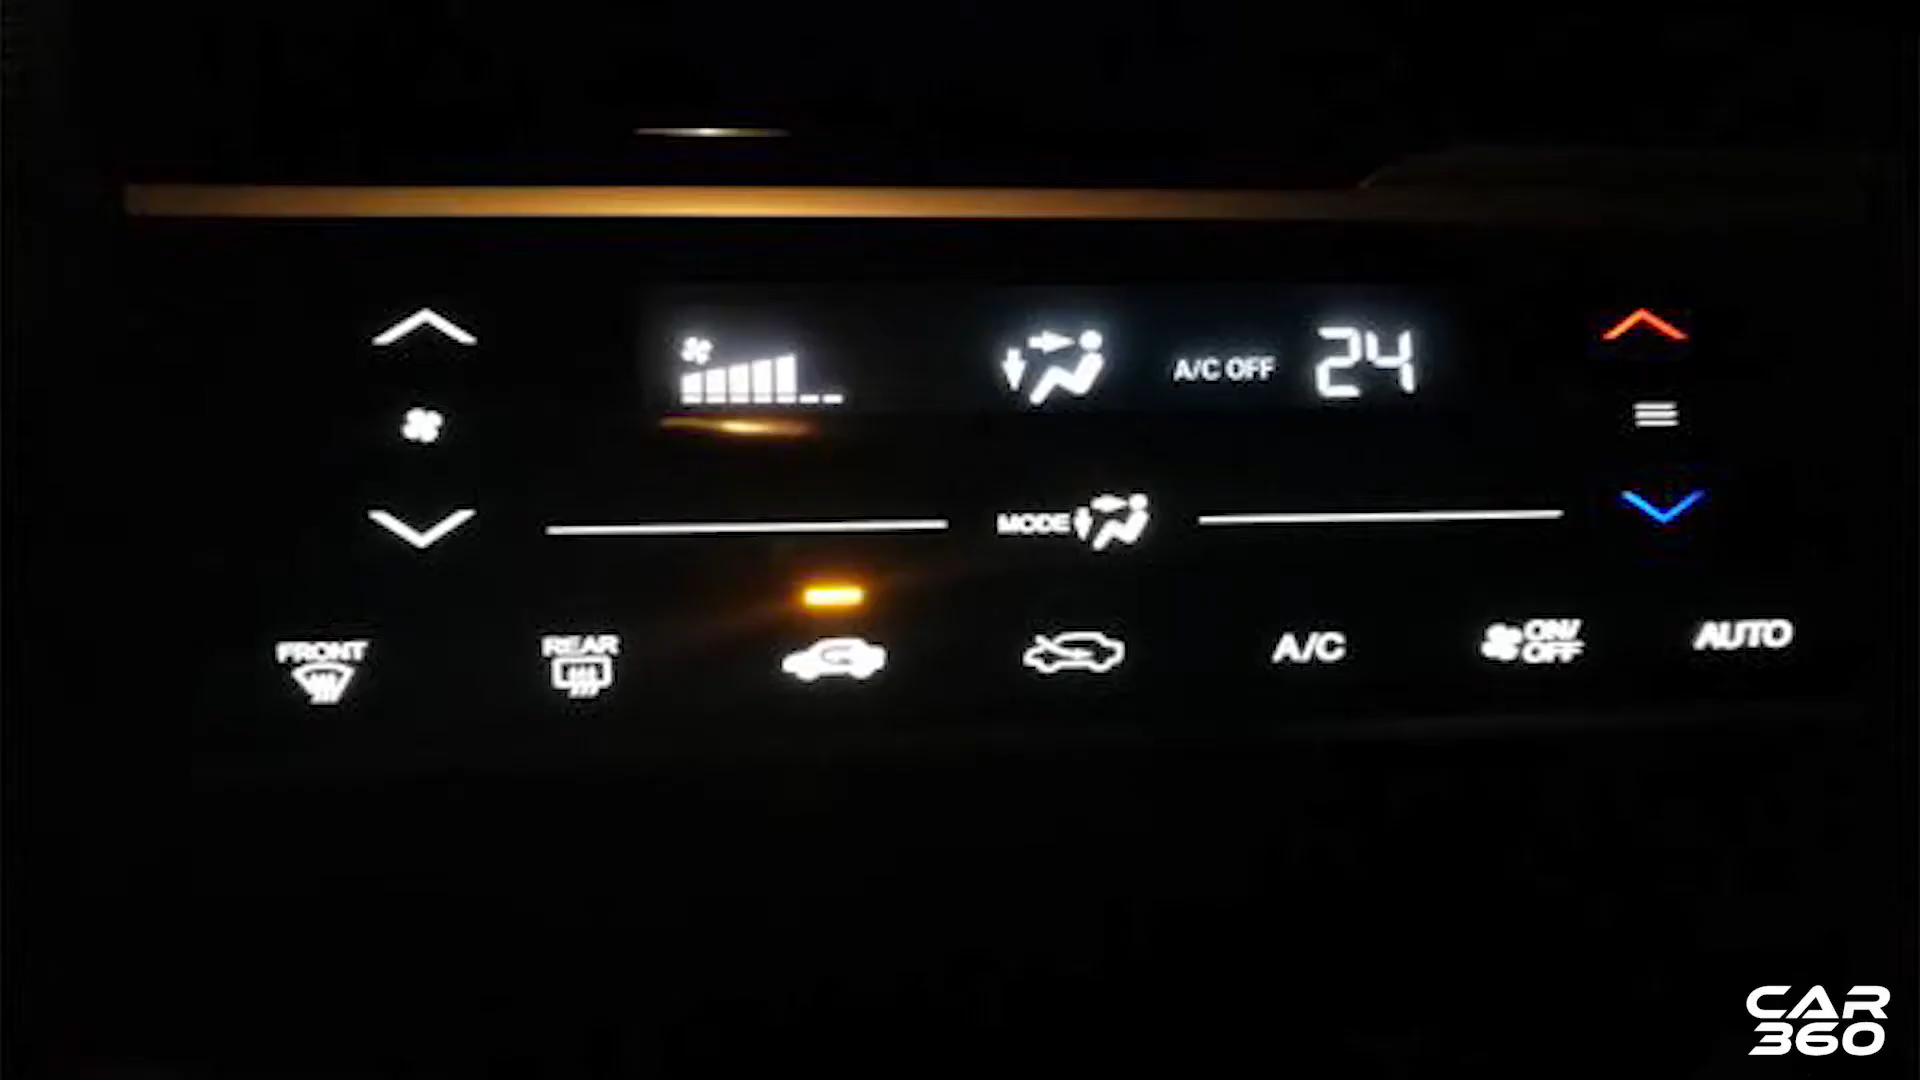 A/C OFF 24
MODE
FRONT
REAR
A/C
ON/
OFF
AUTO
CAR
360